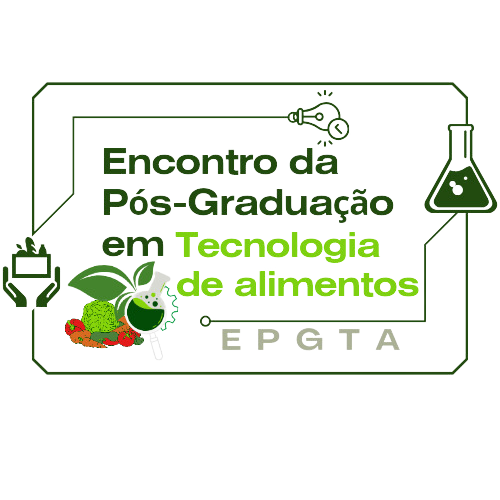 Encontro da
Pós-Graduação
em Tecnologia
de alimentos
EPGTA